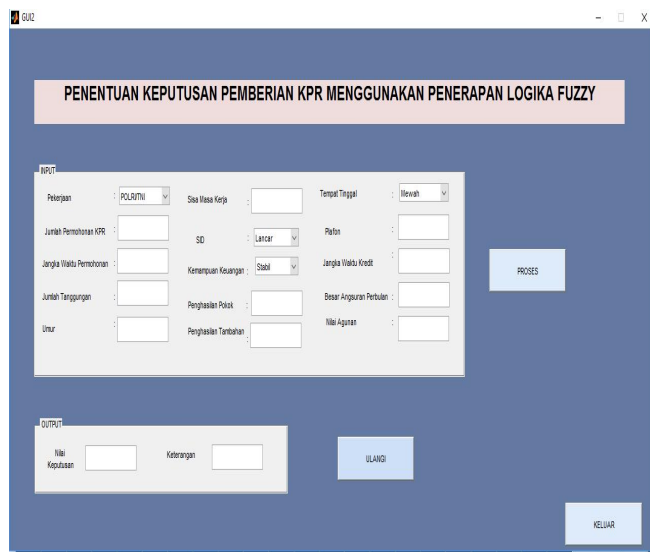 GUI2
PENENTUAN KEPUTUSAN PEMBERIAN KPR MENGGUNAKAN PENERAPAN LOGIKA FUZZY
INPUT
Pekerjaan : POLRI/TNI
Jumlah Permohonan KPR :
Jangka Waktu Permohonan :
Jumlah Tanggungan :
Umur :
Sisa Masa Kerja :
SID : Lancar
Kemampuan Keuangan : Stabil
Penghasilan Pokok :
Penghasilan Tambahan :
Tempat Tinggal : Mewah
Plafon :
Jangka Waktu Kredit :
Besar Angsuran Perbulan :
Nilai Agunan :
PROSES
OUTPUT
Nilai
Keputusan
Keterangan
ULANGI
KELUAR